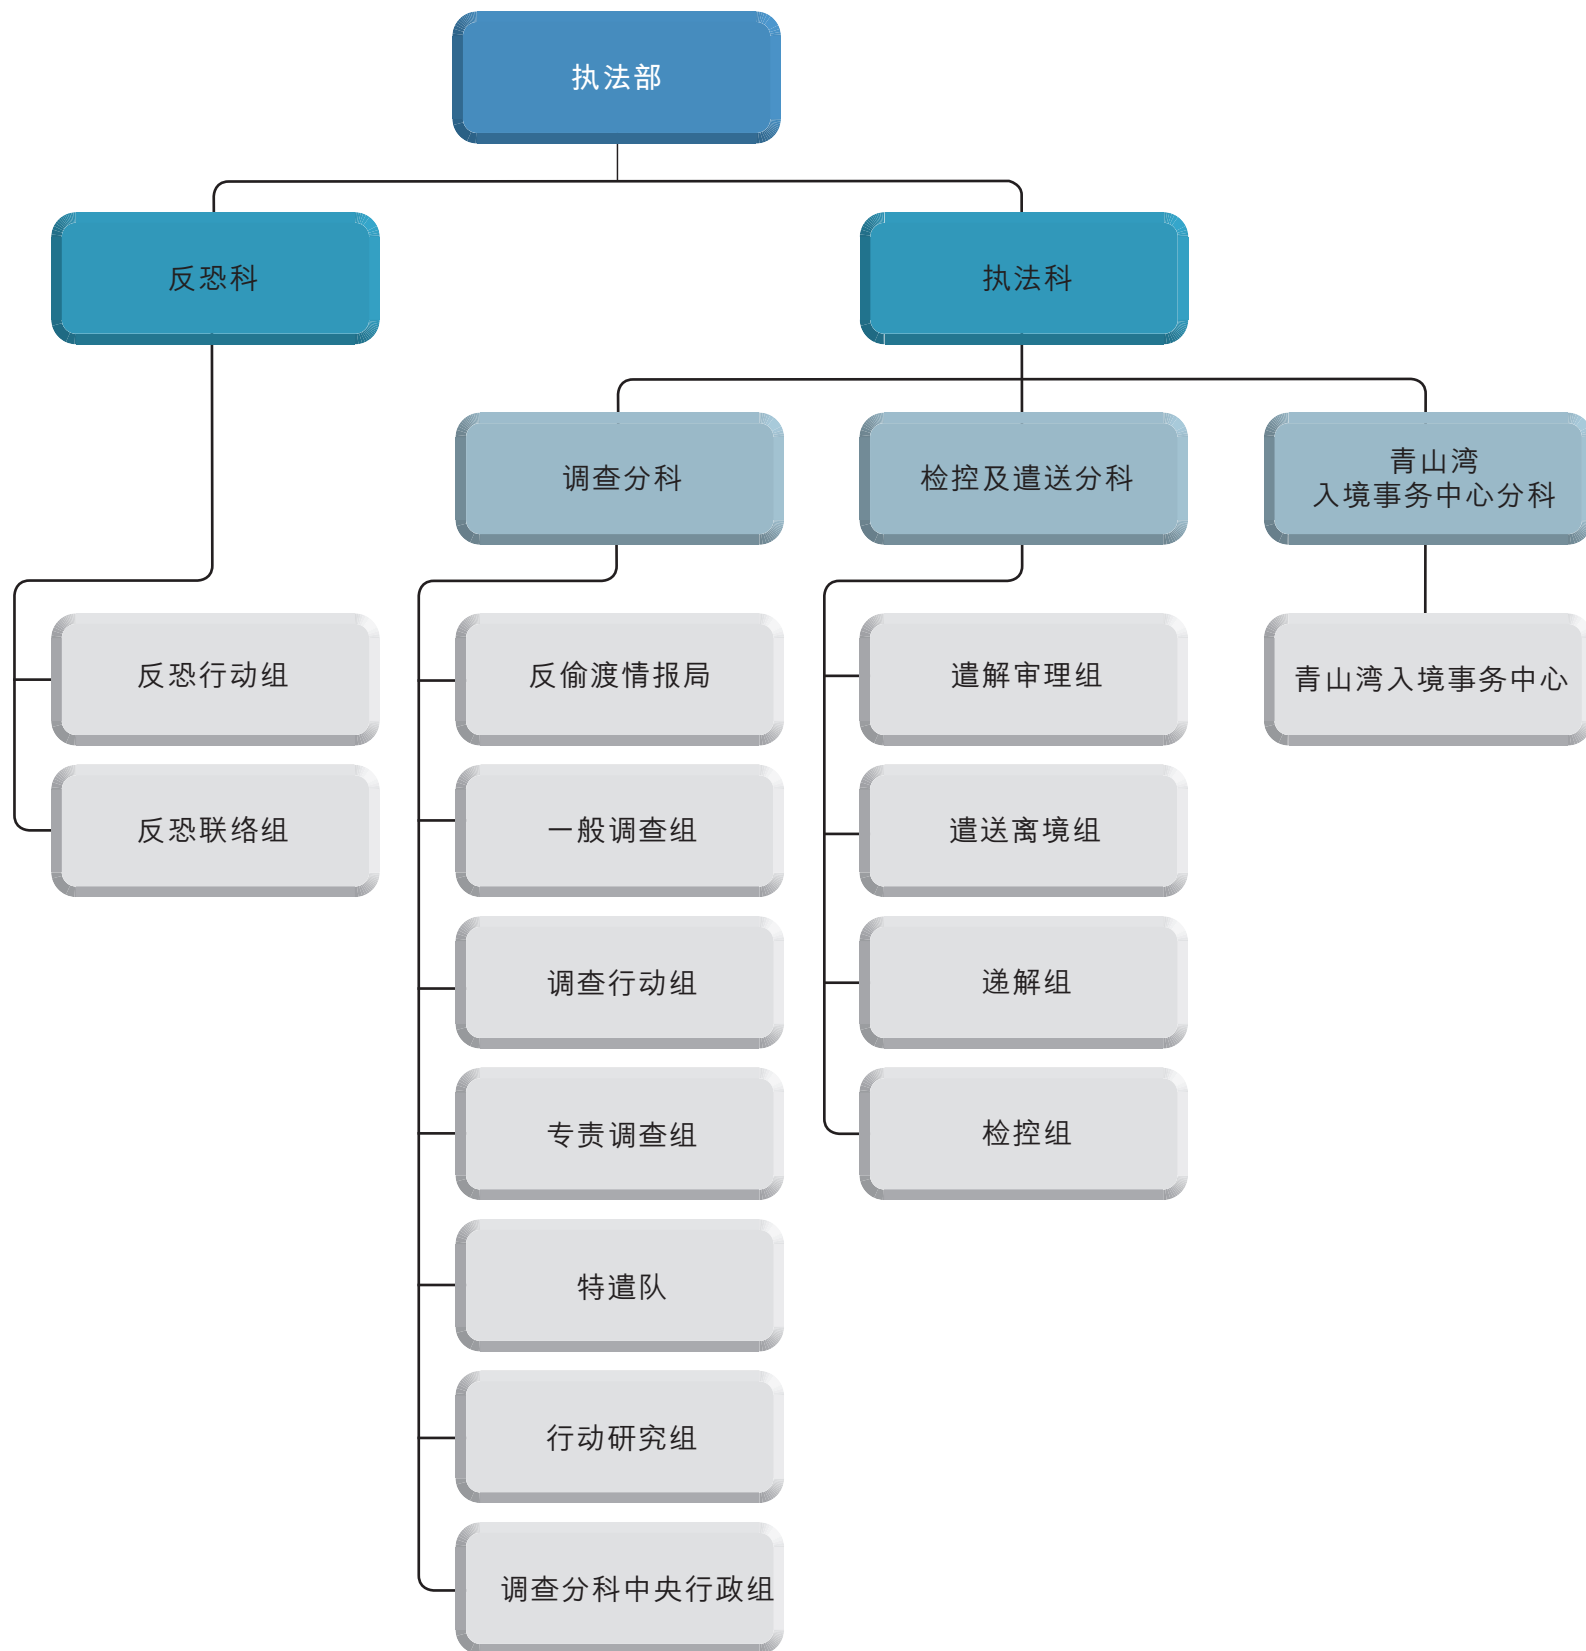 执法部
反恐科
执法科
调查分科
检控及遣送分科
青山湾
入境事务中心分科
反恐行动组
反恐联络组
反偷渡情报局
一般调查组
调查行动组
专责调查组
特遣队
行动研究组
调查分科中央行政组
遣解审理组
遣送离境组
递解组
检控组
青山湾入境事务中心